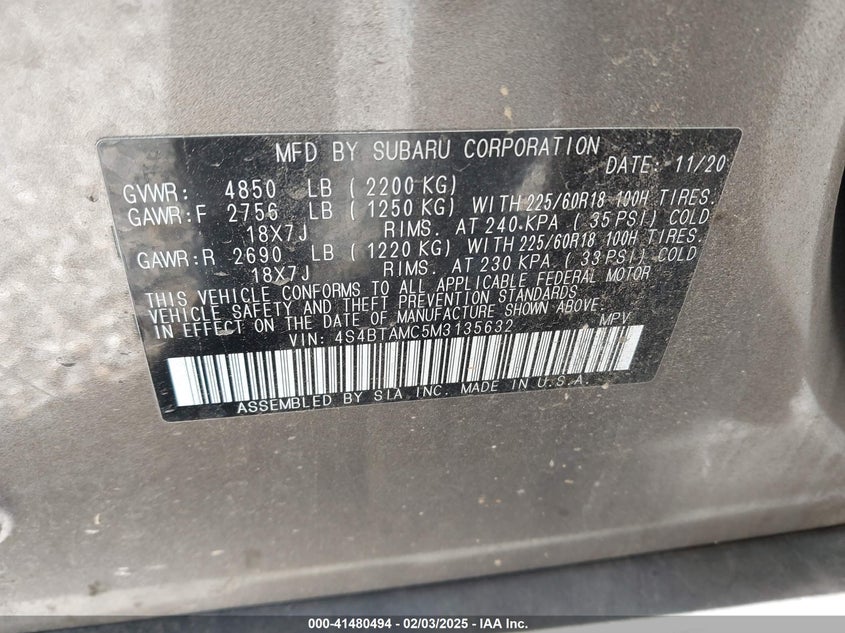 MFD BY SUBARU CORPORATION DATE: 11/20
GVWR: 4850 LB (2200 KG)
GAWR:F 2756 LB (1250 KG) WITH 225/60R18 100H TIRES.
18X7J RIMS. AT 240 KPA (35 PSI) COLD
GAWR:R 2690 LB (1220 KG) WITH 225/60R18 100H TIRES.
18X7J RIMS. AT 230 KPA (33 PSI) COLD
THIS VEHICLE CONFORMS TO ALL APPLICABLE FEDERAL MOTOR
VEHICLE SAFETY AND THEFT PREVENTION STANDARDS
IN EFFECT ON THE DATE OF MANUFACTURE SHOWN ABOVE.
VIN: 4S4BTAMC5M3135632 MPV
ASSEMBLED BY SIA INC. MADE IN U.S.A.
000-41480494 | 02/03/2025 | IAA Inc.